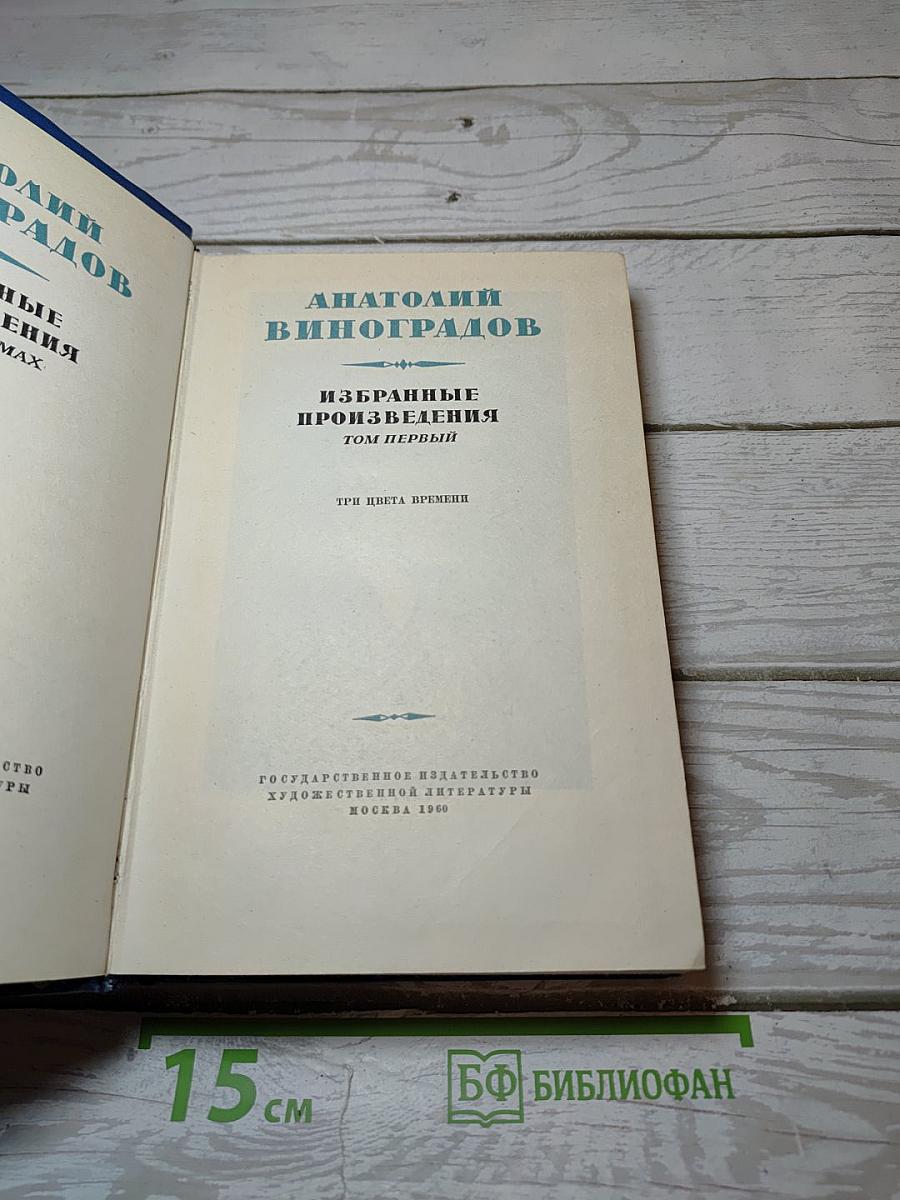 АНАТОЛИЙ
ВИНОГРАДОВ
ИЗБРАННЫЕ
ПРОИЗВЕДЕНИЯ
ТОМ ПЕРВЫЙ
ТРИ ЦВЕТА ВРЕМЕНИ
ГОСУДАРСТВЕННОЕ ИЗДАТЕЛЬСТВО
ХУДОЖЕСТВЕННОЙ ЛИТЕРАТУРЫ
МОСКВА 1960
15 см
БФ БИБЛИОФАН